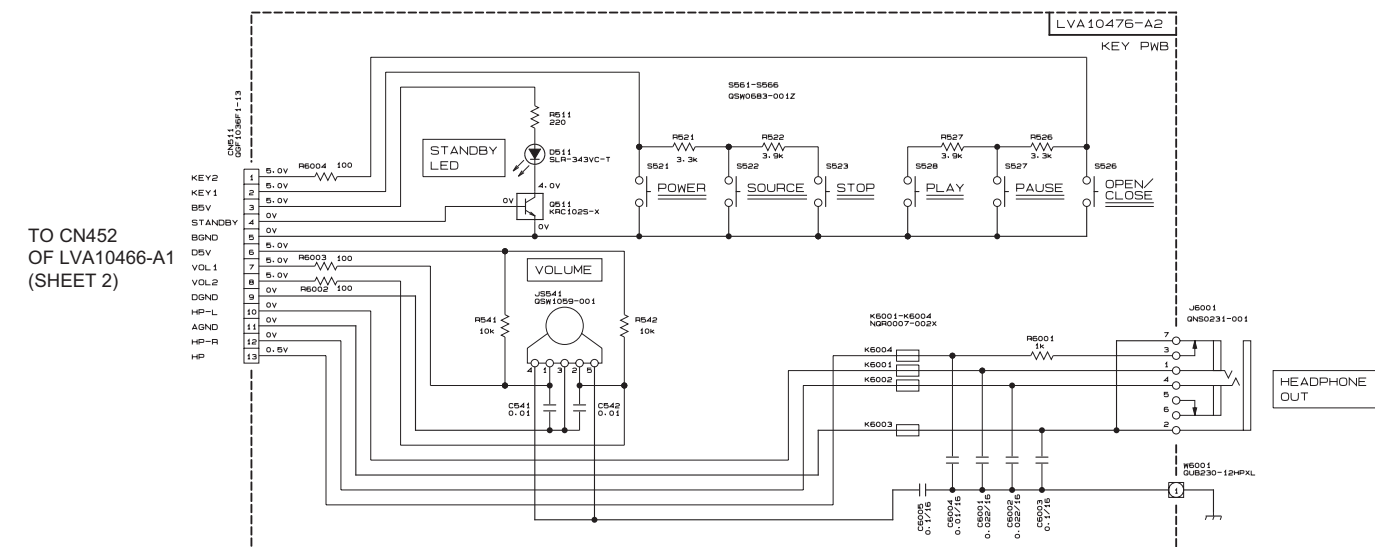 LVA10476-A2
KEY PWB
CN511
QGF1036F1-13
S561-S566
QSW0683-001Z
R511
220
STANDBY
LED
D511
SLR-343VC-T
4.0V
0V
Q511
KRC102S-X
0V
R521
3.3k
R522
3.9k
R527
3.9k
R526
3.3k
S521
POWER
S522
SOURCE
S523
STOP
S528
PLAY
S527
PAUSE
S526
OPEN/
CLOSE
TO CN452
OF LVA10466-A1
(SHEET 2)
KEY2 1 5.0V R6004 100
KEY1 2 5.0V
B5V 3 5.0V
STANDBY 4 0V
BGND 5 0V
D5V 6 5.0V
VOL1 7 5.0V R6003 100
VOL2 8 5.0V R6002 100
DGND 9 0V
HP-L 10 0V
AGND 11 0V
HP-R 12 0V
HP 13 0.5V
VOLUME
JS541
QSW1059-001
R541
10k
R542
10k
4 1 3 2 5
C541
0.01
C542
0.01
K6001-K6004
NQR0007-002X
K6004
K6001
K6002
K6003
R6001
1k
J6001
QNS0231-001
7
3
1
4
5
6
2
HEADPHONE
OUT
W6001
QUB230-12HPXL
1
C6005
0.1/16
C6004
0.01/16
C6001
0.022/16
C6002
0.022/16
C6003
0.1/16